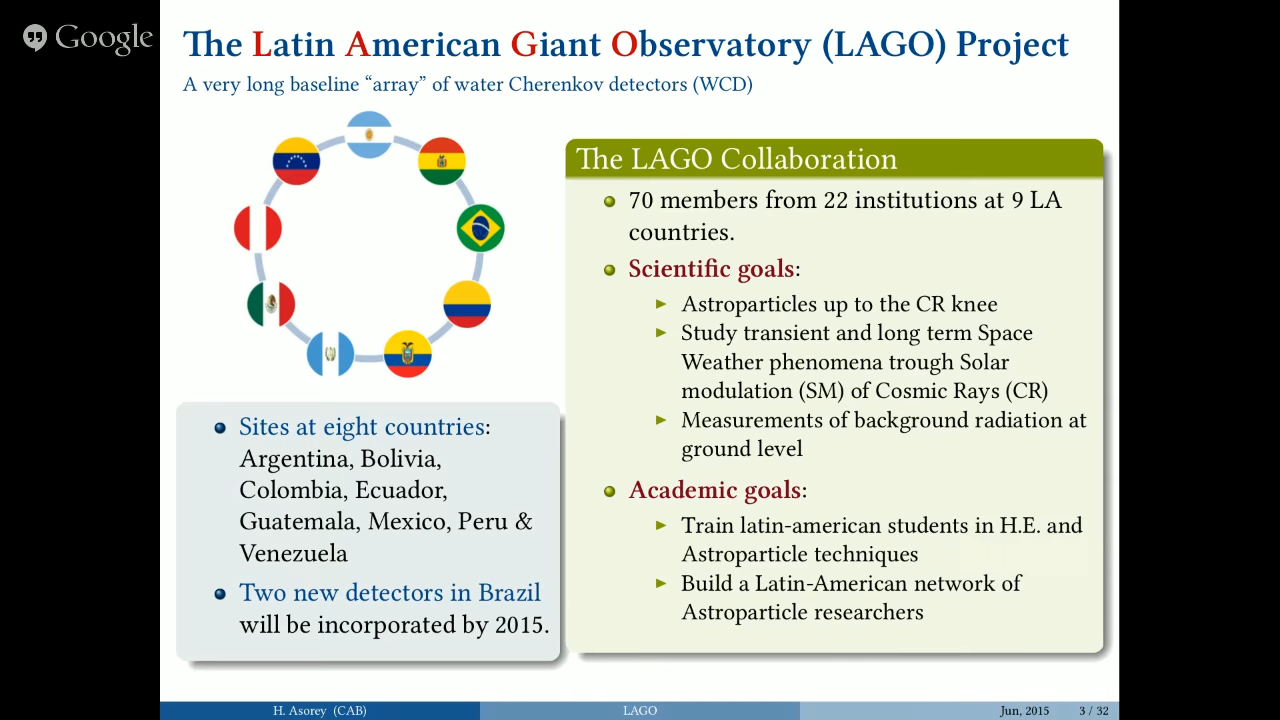 Google
The Latin American Giant Observatory (LAGO) Project
A very long baseline “array” of water Cherenkov detectors (WCD)
Sites at eight countries:
Argentina, Bolivia,
Colombia, Ecuador,
Guatemala, Mexico, Peru &
Venezuela
Two new detectors in Brazil
will be incorporated by 2015.
The LAGO Collaboration
70 members from 22 institutions at 9 LA
countries.
Scientific goals:
Astroparticles up to the CR knee
Study transient and long term Space
Weather phenomena trough Solar
modulation (SM) of Cosmic Rays (CR)
Measurements of background radiation at
ground level
Academic goals:
Train latin-american students in H.E. and
Astroparticle techniques
Build a Latin-American network of
Astroparticle researchers
H. Asorey (CAB)
LAGO
Jun, 2015 3 / 32